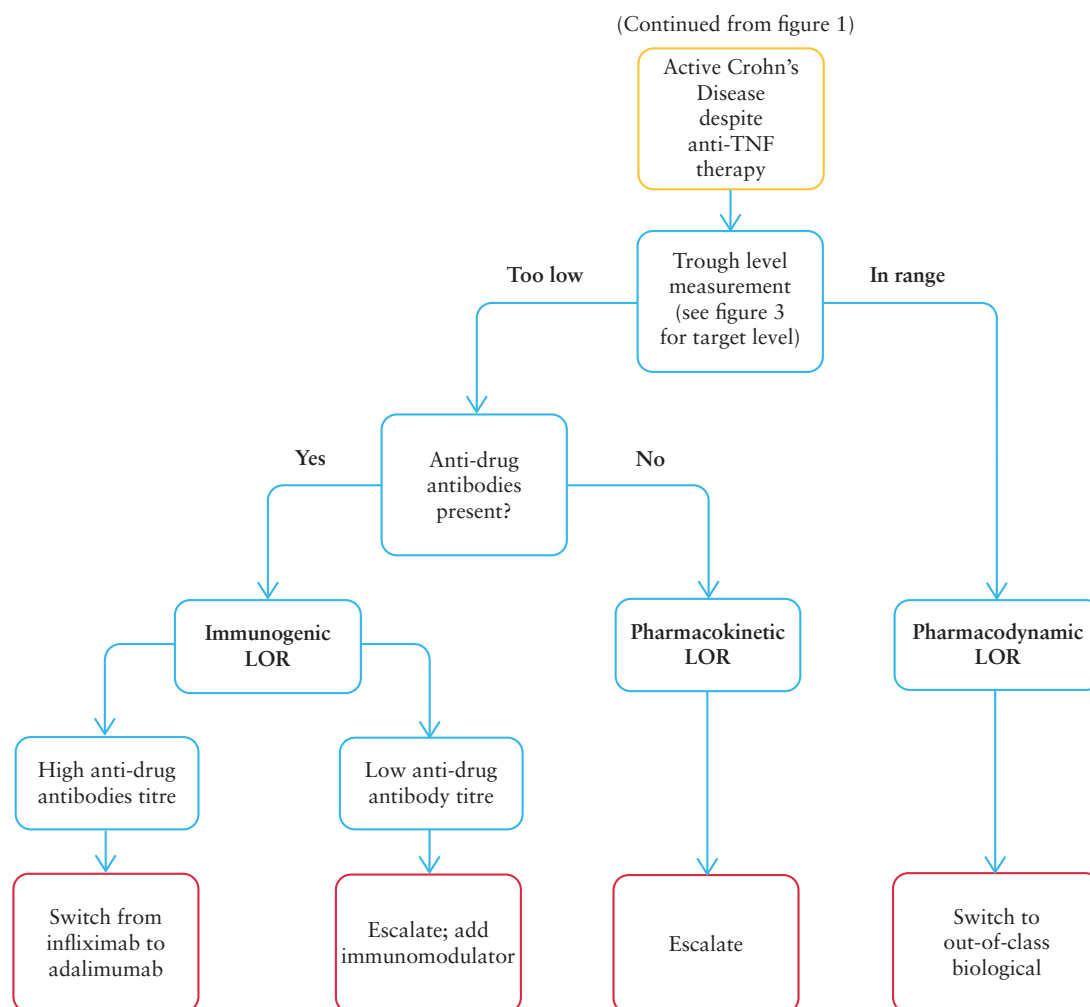 (Continued from figure 1)
Active Crohn's
Disease
despite
anti-TNF
therapy
Too low
Trough level
measurement
(see figure 3
for target level)
In range
Yes
Anti-drug
antibodies
present?
No
Immunogenic
LOR
Pharmacokinetic
LOR
Pharmacodynamic
LOR
High anti-drug
antibodies titre
Low anti-drug
antibody titre
Switch from
infliximab to
adalimumab
Escalate; add
immunomodulator
Escalate
Switch to
out-of-class
biological